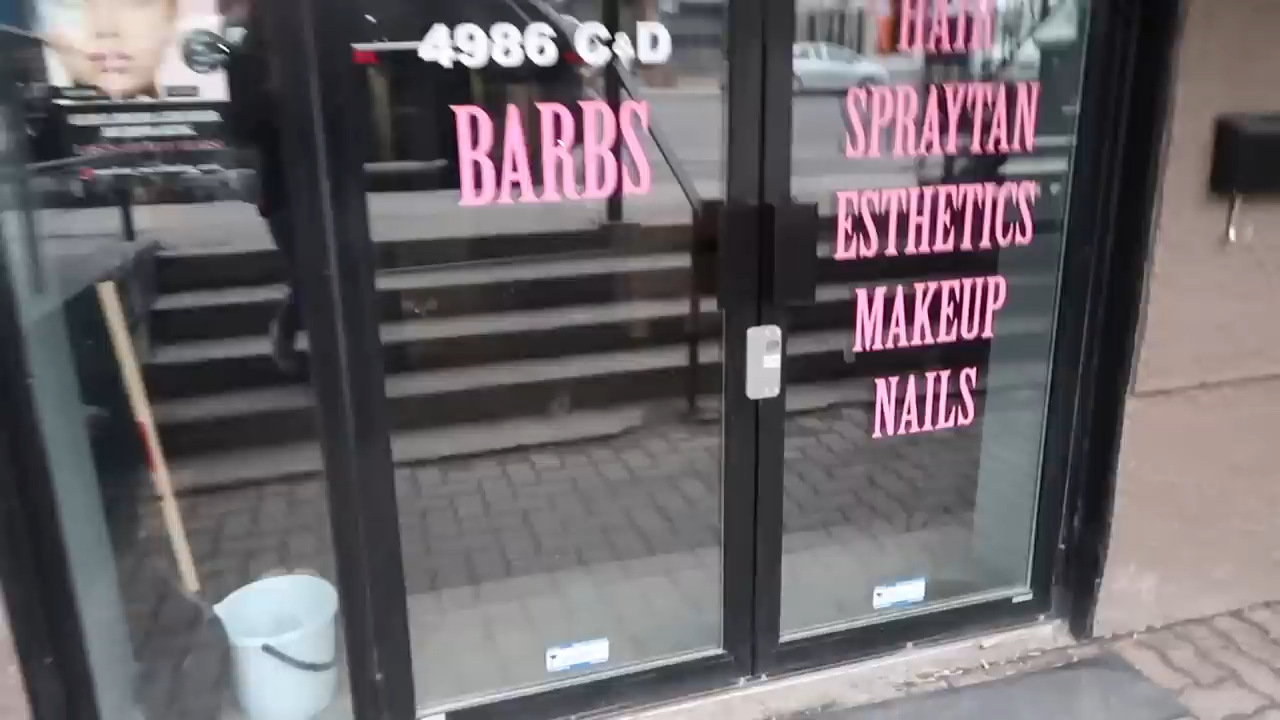 4986 C&D
BARBS
HAIR
SPRAYTAN
ESTHETICS
MAKEUP
NAILS